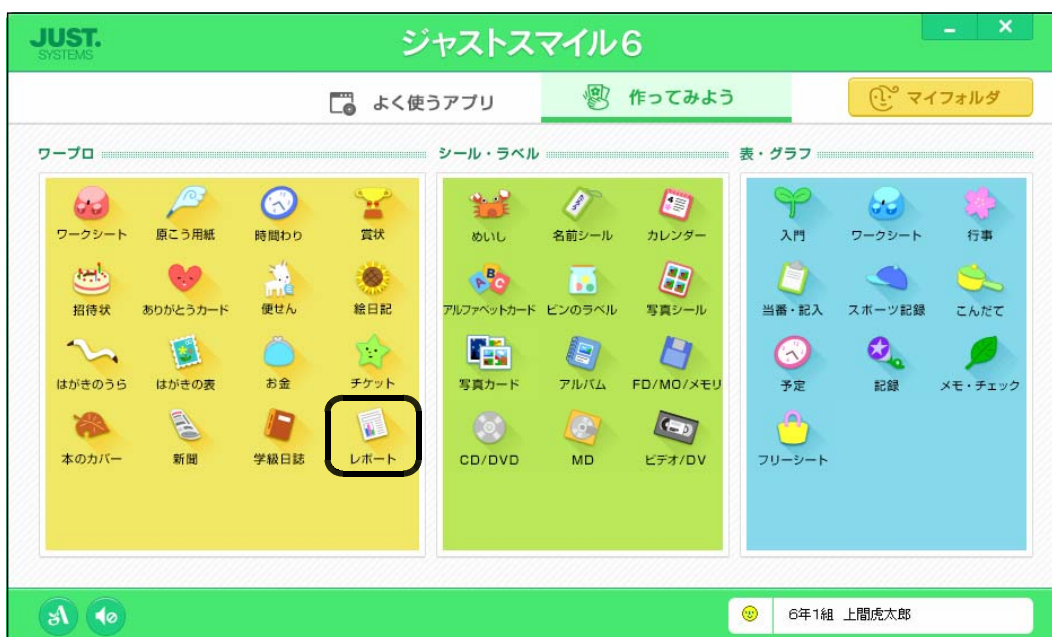 JUST.
SYSTEMS
ジャストスマイル6
よく使うアプリ
作ってみよう
マイフォルダ
ワープロ
ワークシート
原こう用紙
時間わり
賞状
招待状
ありがとうカード
便せん
絵日記
はがきのうら
はがきの表
お金
チケット
本のカバー
新聞
学級日誌
レポート
シール・ラベル
めいし
名前シール
カレンダー
アルファベットカード
ビンのラベル
写真シール
写真カード
アルバム
FD/MO/メモリ
CD/DVD
MD
ビデオ/DV
表・グラフ
入門
ワークシート
行事
当番・記入
スポーツ記録
こんだて
予定
記録
メモ・チェック
フリーシート
6年1組 上間虎太郎